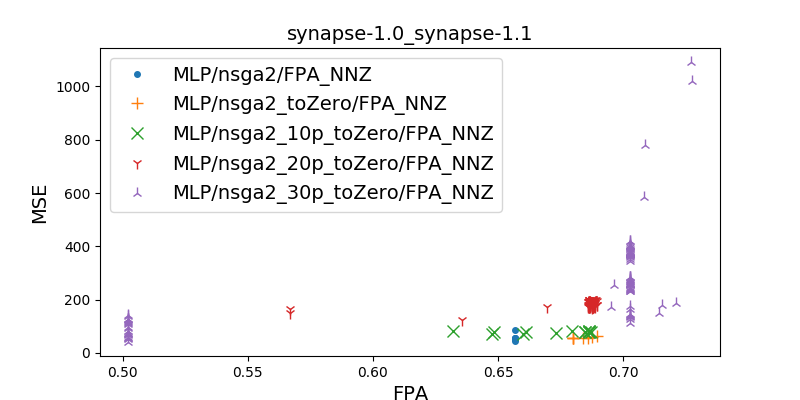 synapse-1.0_synapse-1.1
MLP/nsga2/FPA_NNZ
MLP/nsga2_toZero/FPA_NNZ
MLP/nsga2_10p_toZero/FPA_NNZ
MLP/nsga2_20p_toZero/FPA_NNZ
MLP/nsga2_30p_toZero/FPA_NNZ
MSE
1000
800
600
400
200
0
0.50 0.55 0.60 0.65 0.70
FPA